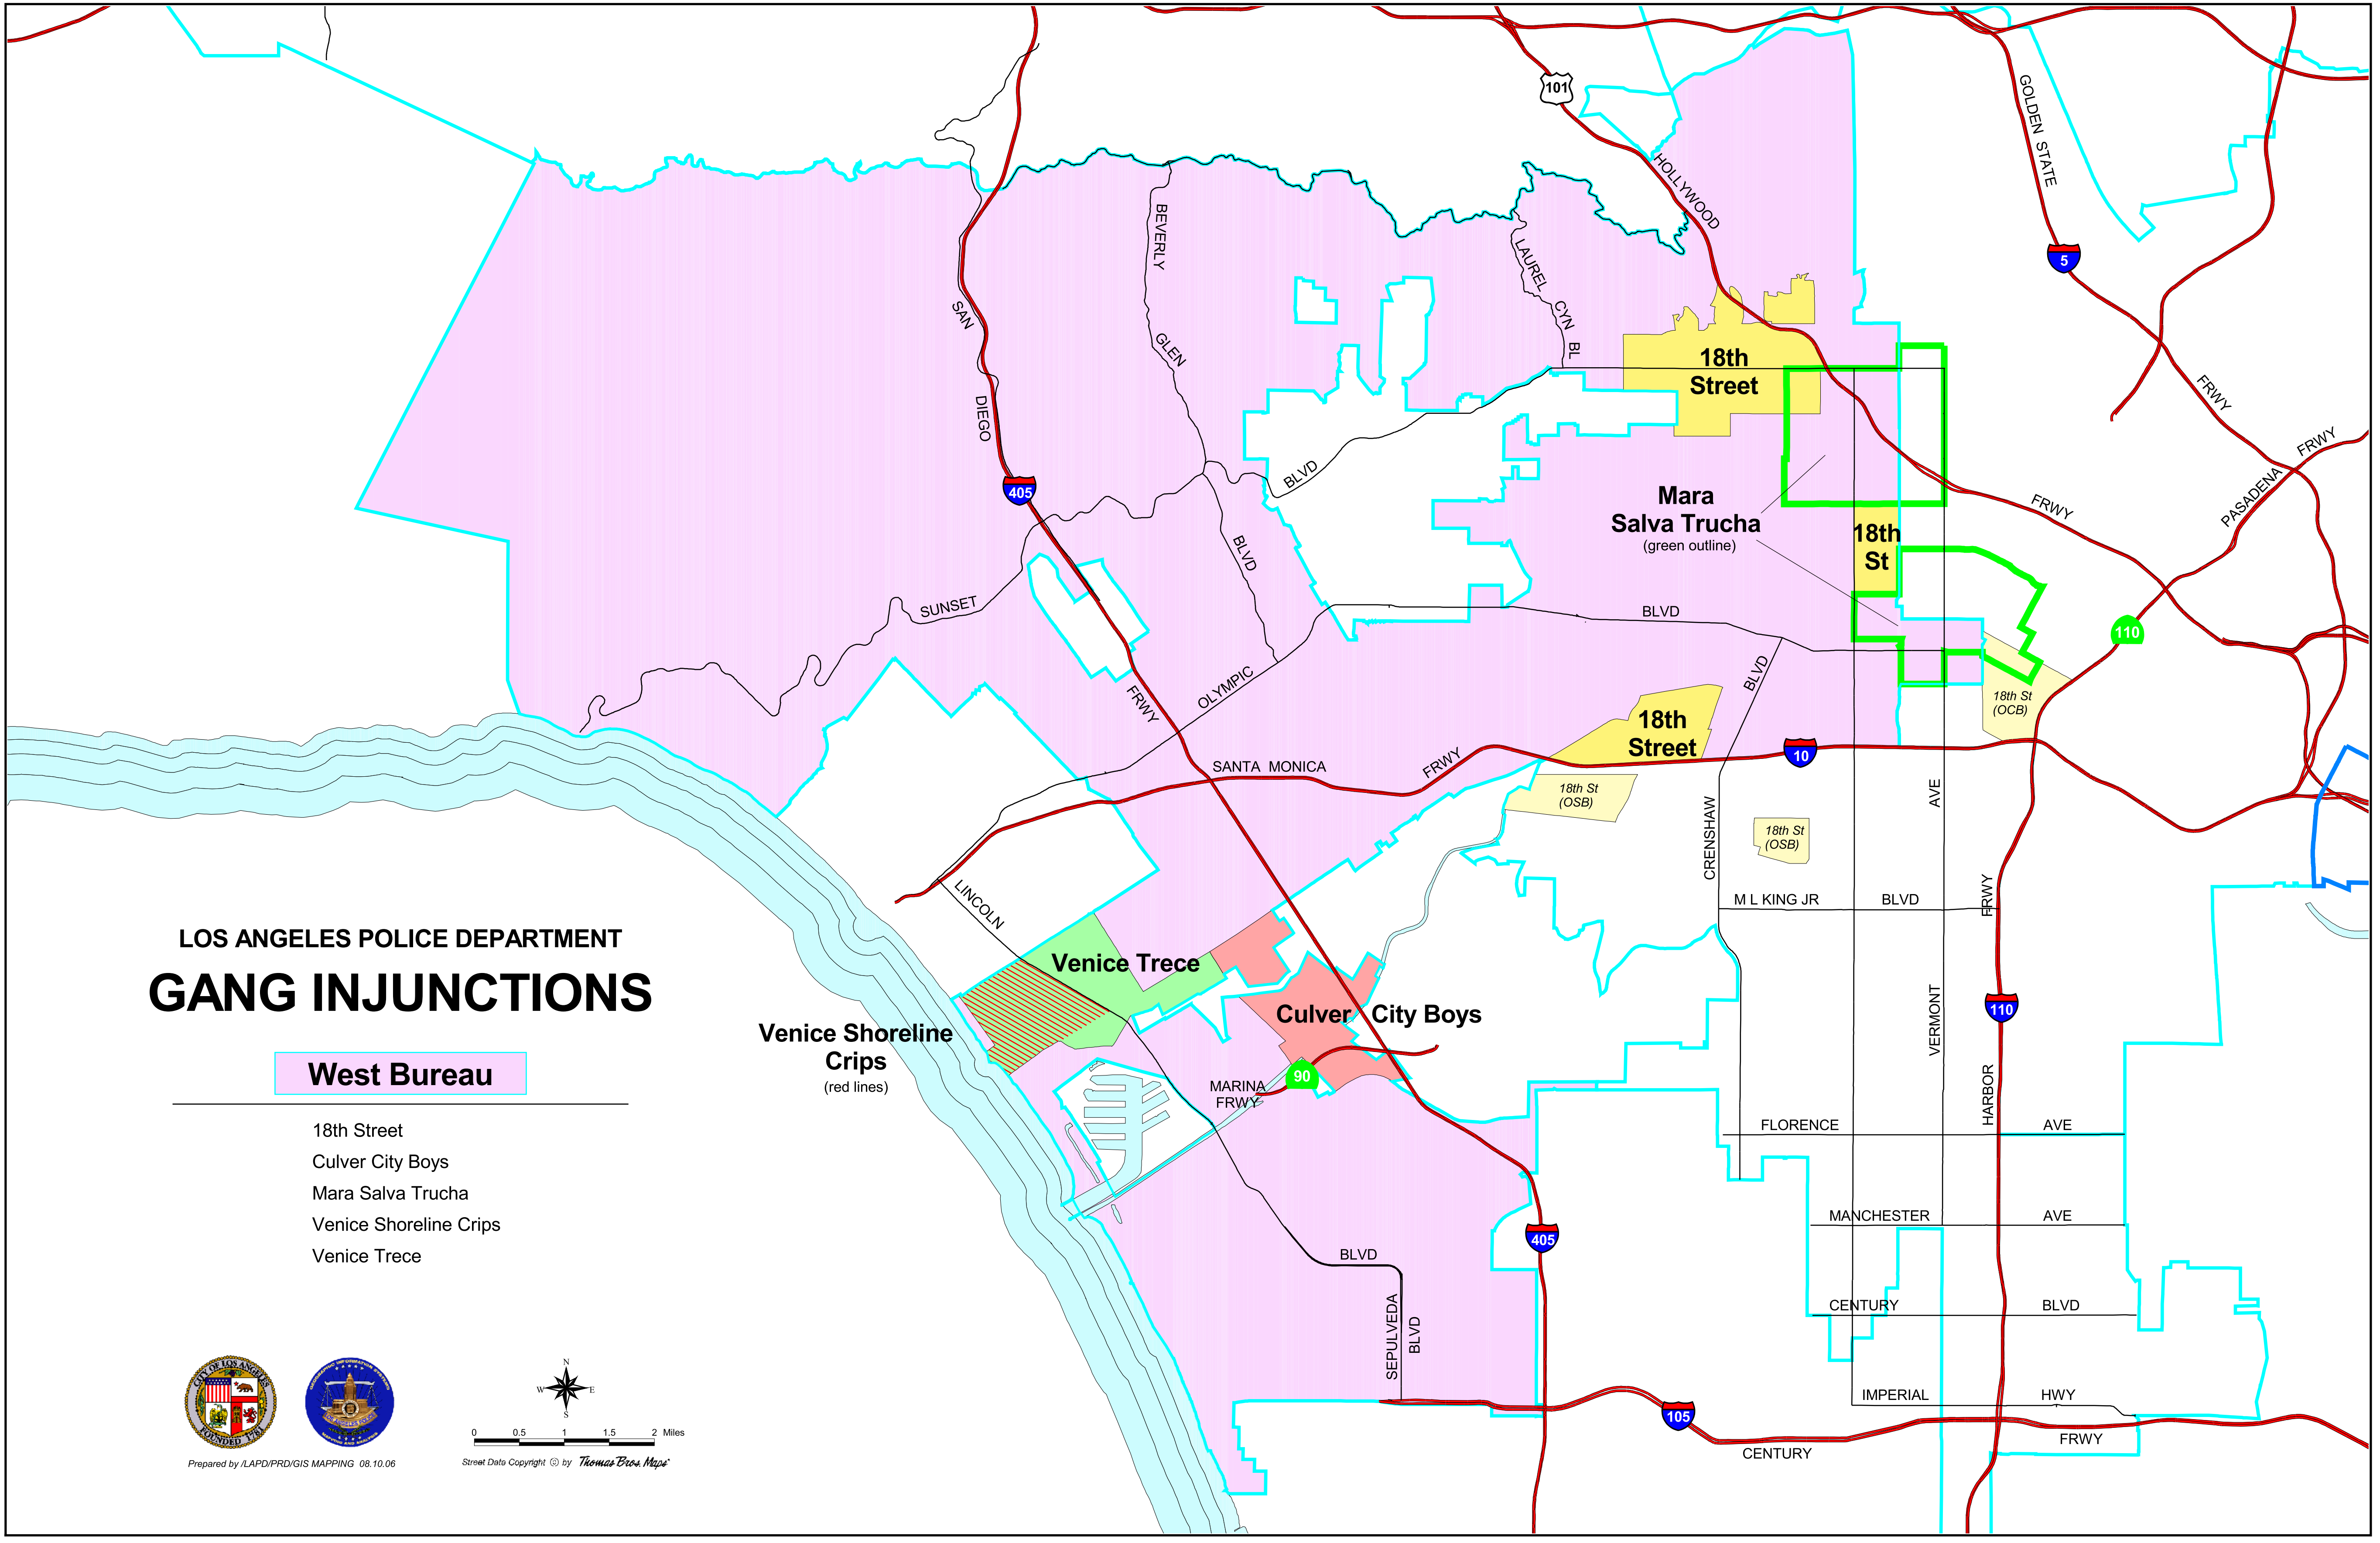 101
GOLDEN STATE
HOLLYWOOD
5
BEVERLY
LAUREL CYN BL
SAN
GLEN
18th
Street
DIEGO
FRWY
FRWY
BLVD
PASADENA
405
Mara
Salva Trucha
(green outline)
FRWY
18th
St
BLVD
SUNSET
BLVD
110
BLVD
OLYMPIC
FRWY
18th St
(OCB)
18th
Street
10
SANTA MONICA
FRWY
18th St
(OSB)
AVE
18th St
(OSB)
CRENSHAW
LINCOLN
M L KING JR
BLVD
FRWY
LOS ANGELES POLICE DEPARTMENT
GANG INJUNCTIONS
Venice Trece
Culver City Boys
110
Venice Shoreline
Crips
(red lines)
VERMONT
West Bureau
90
MARINA
FRWY
HARBOR
18th Street
FLORENCE
AVE
Culver City Boys
Mara Salva Trucha
Venice Shoreline Crips
MANCHESTER
AVE
Venice Trece
BLVD
405
CENTURY
BLVD
SEPULVEDA
BLVD
CITY OF LOS ANGELES
FOUNDED 1781
N
W
E
S
IMPERIAL
HWY
105
0 0.5 1 1.5 2 Miles
CENTURY
FRWY
Prepared by /LAPD/PRD/GIS MAPPING 08.10.06
Street Data Copyright © by Thomas Bros. Maps